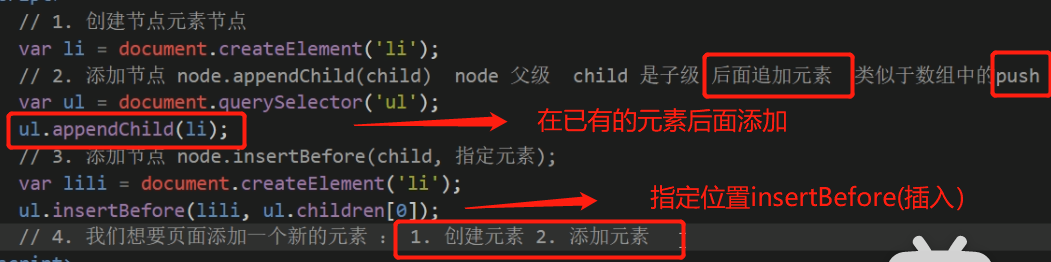 // 1. 创建节点元素节点
var li = document.createElement('li');
// 2. 添加节点 node.appendChild(child)  node 父级  child 是子级 后面追加元素  类似于数组中的push
var ul = document.querySelector('ul');
ul.appendChild(li);
在已有的元素后面添加
// 3. 添加节点 node.insertBefore(child, 指定元素);
var lili = document.createElement('li');
ul.insertBefore(lili, ul.children[0]);
指定位置insertBefore(插入)
// 4. 我们想要页面添加一个新的元素 ： 1. 创建元素 2. 添加元素